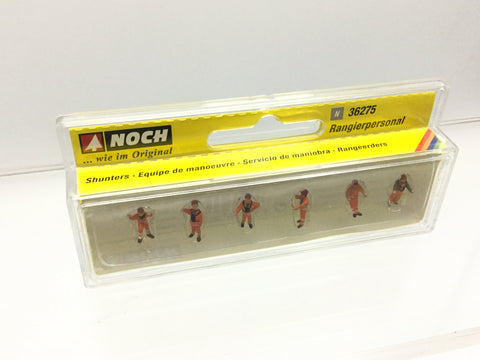 NOCH
... wie im Original
N 36275
Rangierpersonal
Shunters - Equipe de manoeuvre - Servicio de maniobra - Rangeerders